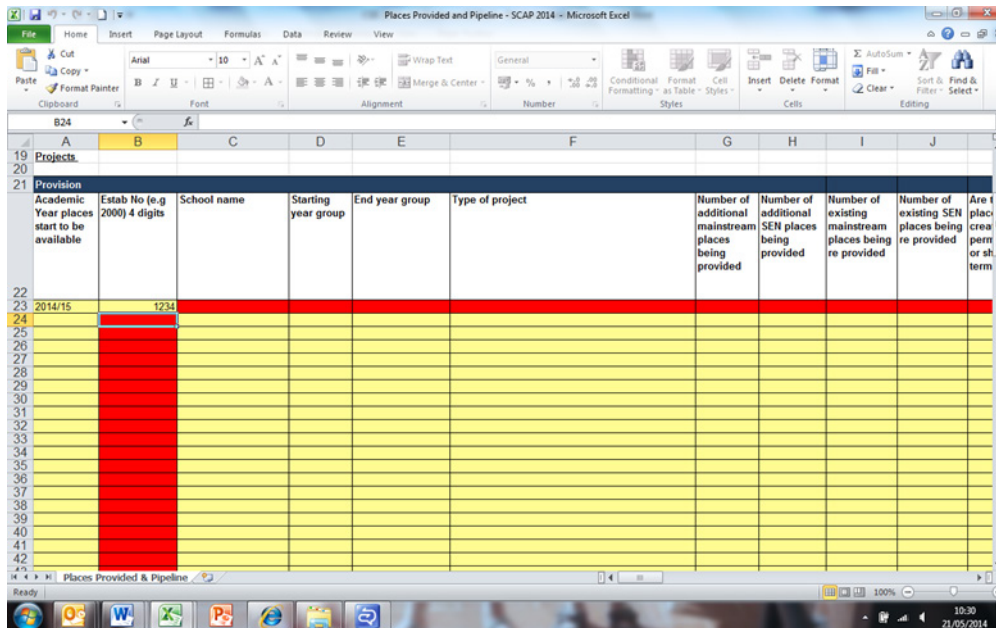 Places Provided and Pipeline - SCAP 2014 - Microsoft Excel
File Home Insert Page Layout Formulas Data Review View
Paste
Cut
Copy
Format Painter
Clipboard
Arial 10
B I U
Font
Wrap Text
Merge & Center
Alignment
General
Number
Conditional Formatting
Format as Table
Cell Styles
Styles
Insert Delete Format
Cells
Σ AutoSum
Fill
Clear
Sort & Filter
Find & Select
Editing
B24 fx
A B C D E F G H I J
19 Projects
20
21 Provision
22
Academic Year places start to be available
Estab No (e.g 2000) 4 digits
School name
Starting year group
End year group
Type of project
Number of additional mainstream places being provided
Number of additional SEN places being provided
Number of existing mainstream places being re provided
Number of existing SEN places being re provided
23 2014/15 1234
24
25
26
27
28
29
30
31
32
33
34
35
36
37
38
39
40
41
42
Places Provided & Pipeline
Ready 100%
10:30
21/05/2014